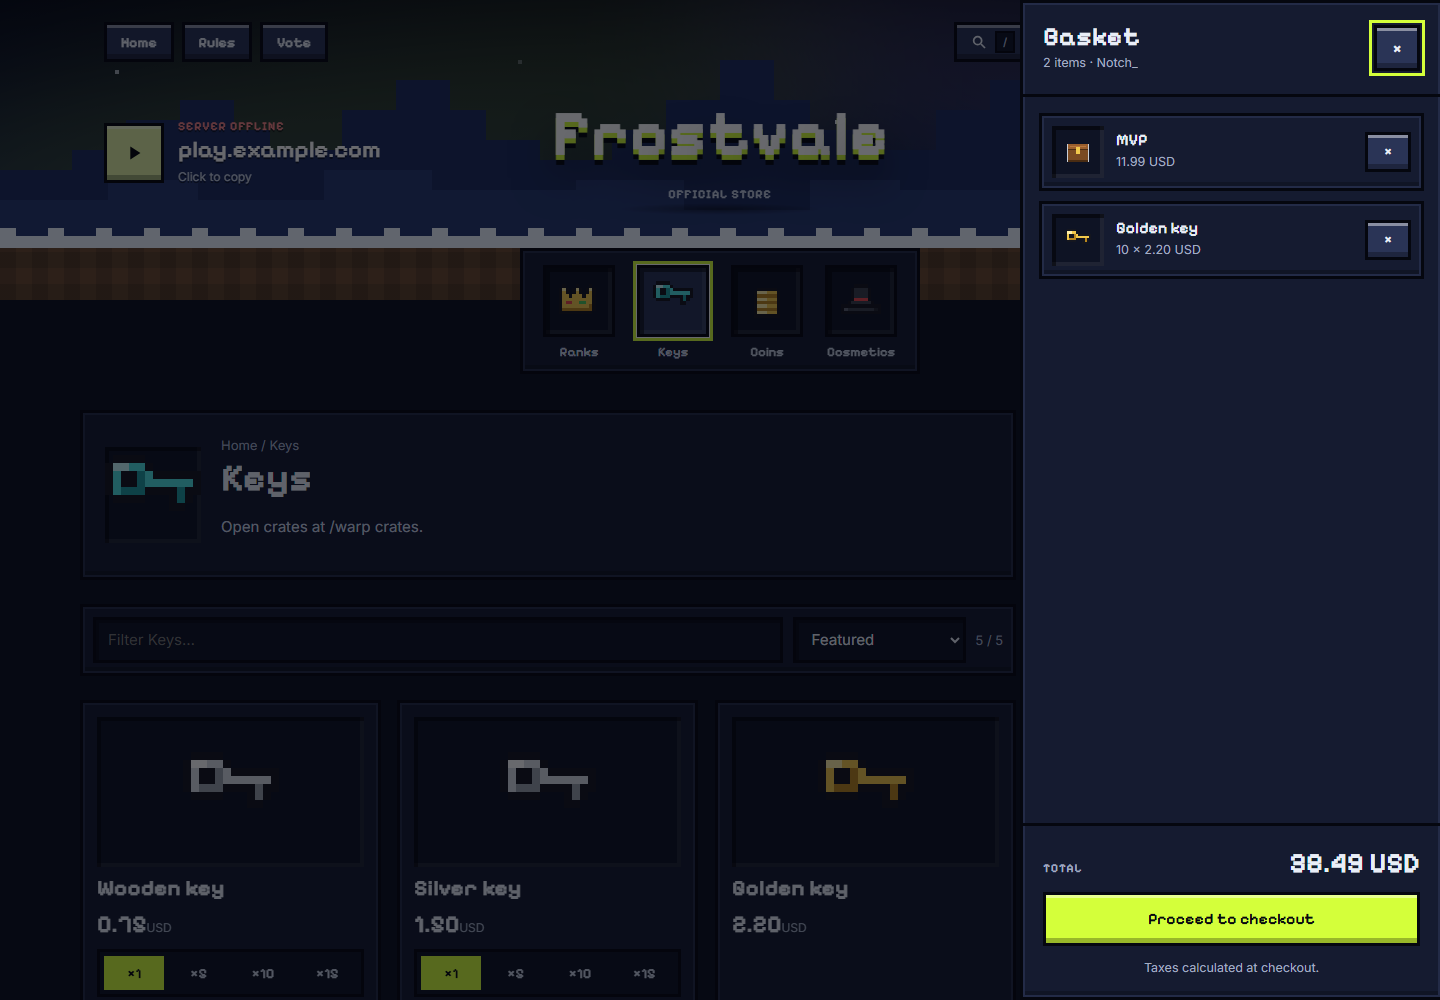 Home
Rules
Vote
/
SERVER OFFLINE
play.example.com
Click to copy
Frostvale
OFFICIAL STORE
Ranks
Keys
Coins
Cosmetics
Home / Keys
Keys
Open crates at /warp crates.
Filter Keys...
Featured
5 / 5
Wooden key
0.75USD
×1 ×5 ×10 ×15
Silver key
1.50USD
×1 ×5 ×10 ×15
Golden key
2.20USD
Basket
2 items · Notch_
×
MVP
11.99 USD
×
Golden key
10 × 2.20 USD
×
TOTAL
38.49 USD
Proceed to checkout
Taxes calculated at checkout.